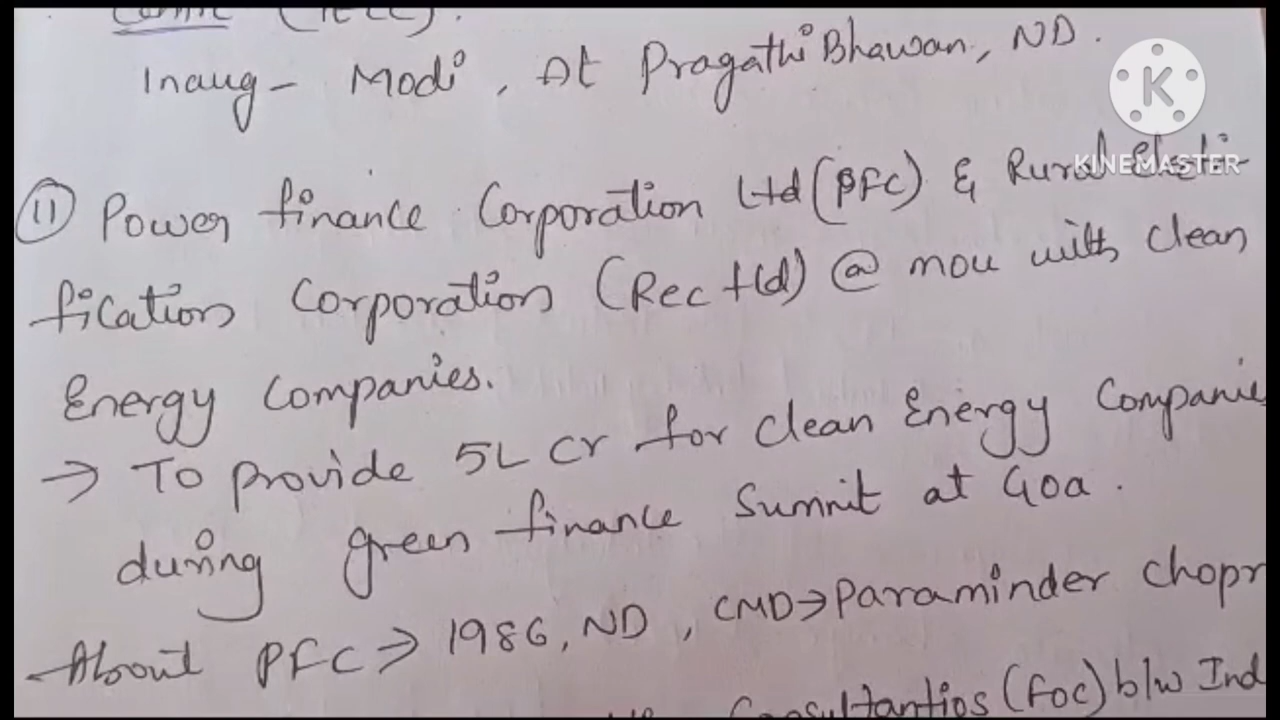 (IECC).
Inaug- Modi, At Pragathi Bhawan, ND.
K
KINEMASTER
(11) Power finance Corporation Ltd (PFC) & Rural Electi-
fication Corporation (Rec Ltd) @ mou with clean
Energy Companies.
→ To provide 5L cr for clean Energy Companie
during green finance Summit at Goa.
About PFC → 1986, ND, CMD → Paraminder chopr
(foc) b/w Ind